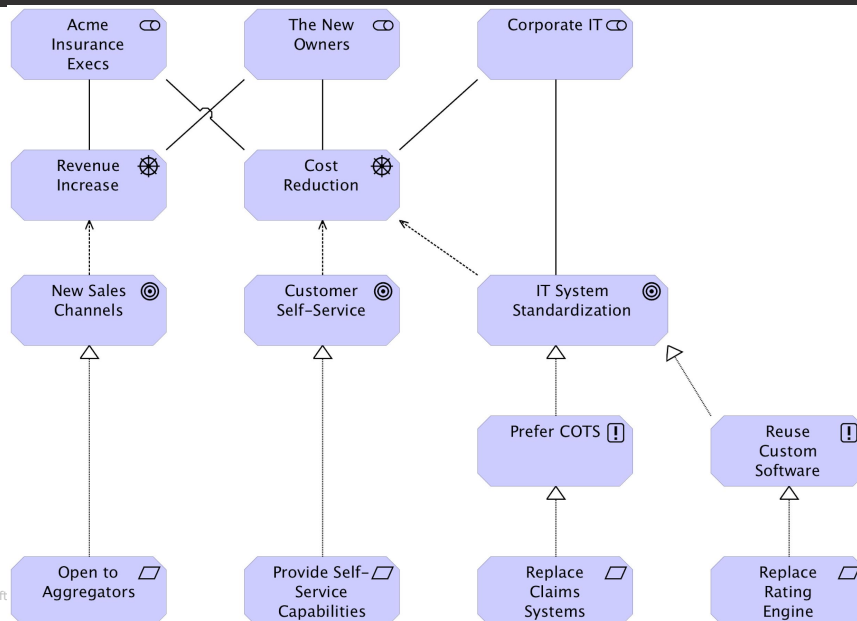 Acme
Insurance
Execs
The New
Owners
Corporate IT
Revenue
Increase
Cost
Reduction
New Sales
Channels
Customer
Self-Service
IT System
Standardization
Prefer COTS
Reuse
Custom
Software
Open to
Aggregators
Provide Self-
Service
Capabilities
Replace
Claims
Systems
Replace
Rating
Engine
ft